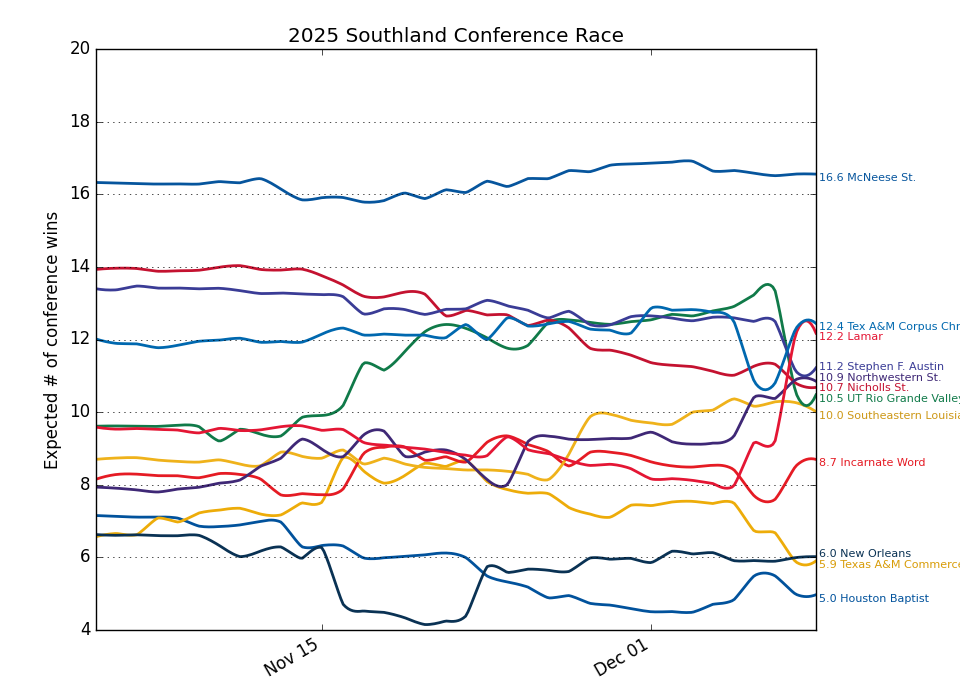 2025 Southland Conference Race
Expected # of conference wins
20
18
16
14
12
10
8
6
4
Nov 15
Dec 01
16.6 McNeese St.
12.4 Tex A&M Corpus Chr
12.2 Lamar
11.2 Stephen F. Austin
10.9 Northwestern St.
10.7 Nicholls St.
10.5 UT Rio Grande Valley
10.0 Southeastern Louisia
8.7 Incarnate Word
6.0 New Orleans
5.9 Texas A&M Commerce
5.0 Houston Baptist